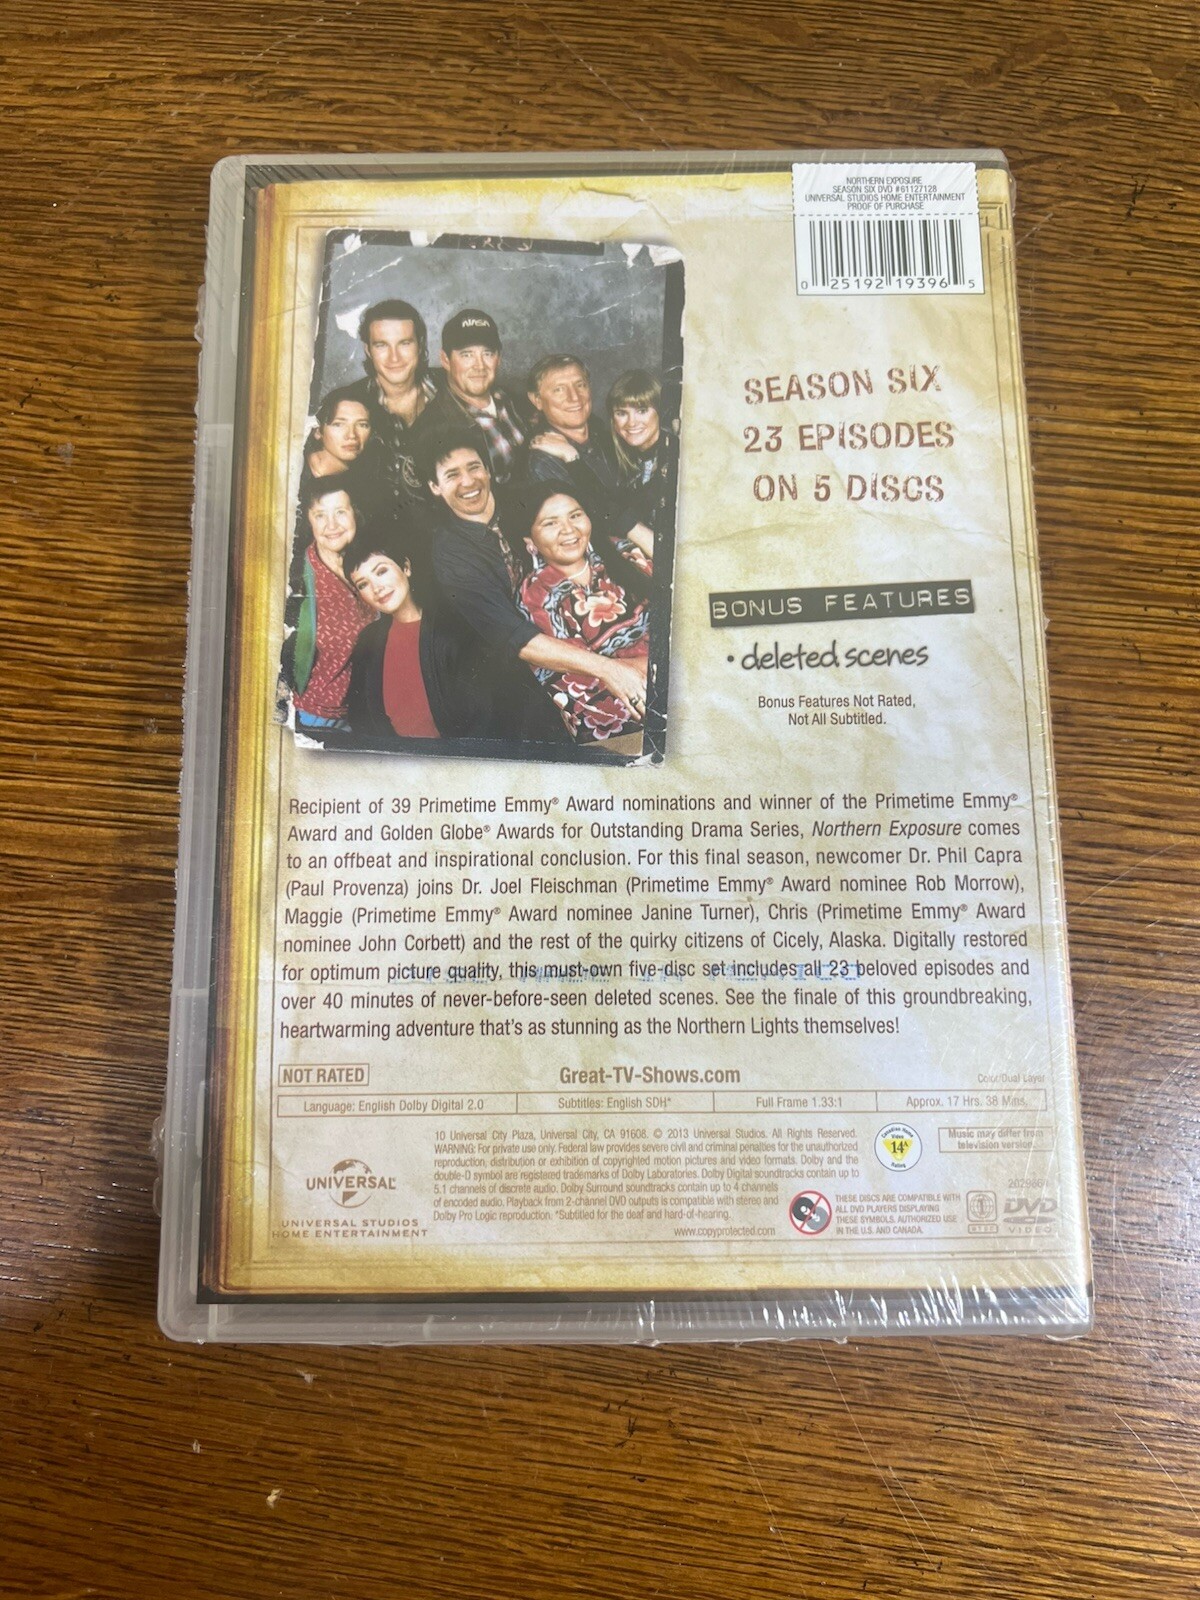 NORTHERN EXPOSURE
SEASON SIX DVD #61127128
UNIVERSAL STUDIOS HOME ENTERTAINMENT
PROOF OF PURCHASE
0 25192 19396 5
NASA
SEASON SIX
23 EPISODES
ON 5 DISCS
BONUS FEATURES
• deleted scenes
Bonus Features Not Rated,
Not All Subtitled.
Recipient of 39 Primetime Emmy® Award nominations and winner of the Primetime Emmy®
Award and Golden Globe® Awards for Outstanding Drama Series, Northern Exposure comes
to an offbeat and inspirational conclusion. For this final season, newcomer Dr. Phil Capra
(Paul Provenza) joins Dr. Joel Fleischman (Primetime Emmy® Award nominee Rob Morrow),
Maggie (Primetime Emmy® Award nominee Janine Turner), Chris (Primetime Emmy® Award
nominee John Corbett) and the rest of the quirky citizens of Cicely, Alaska. Digitally restored
for optimum picture quality, this must-own five-disc set includes all 23 beloved episodes and
over 40 minutes of never-before-seen deleted scenes. See the finale of this groundbreaking,
heartwarming adventure that's as stunning as the Northern Lights themselves!
NOT RATED
Great-TV-Shows.com
Color/Dual Layer
Language: English Dolby Digital 2.0
Subtitles: English SDH*
Full Frame 1.33:1
Approx. 17 Hrs. 38 Mins.
10 Universal City Plaza, Universal City, CA 91608. © 2013 Universal Studios. All Rights Reserved.
WARNING: For private use only. Federal law provides severe civil and criminal penalties for the unauthorized
reproduction, distribution or exhibition of copyrighted motion pictures and video formats. Dolby and the
double-D symbol are registered trademarks of Dolby Laboratories. Dolby Digital soundtracks contain up to
5.1 channels of discrete audio. Dolby Surround soundtracks contain up to 4 channels
of encoded audio. Playback from 2-channel DVD outputs is compatible with stereo and
Dolby Pro Logic reproduction. *Subtitled for the deaf and hard-of-hearing.
www.copyprotected.com
UNIVERSAL
UNIVERSAL STUDIOS
HOME ENTERTAINMENT
Canadian Home
Video
14A
Rating
Music may differ from
television version.
THESE DISCS ARE COMPATIBLE WITH
ALL DVD PLAYERS DISPLAYING
THESE SYMBOLS. AUTHORIZED USE
IN THE U.S. AND CANADA.
1
NTSC
DVD
VIDEO